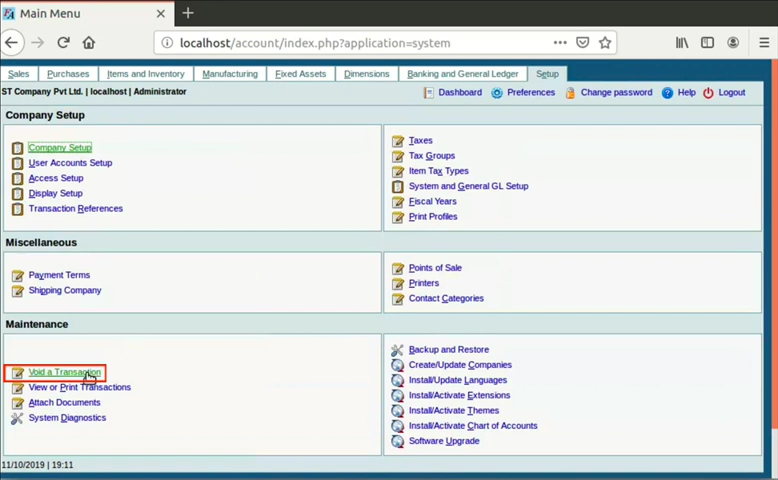 Main Menu
localhost/account/index.php?application=system
Sales Purchases Items and Inventory Manufacturing Fixed Assets Dimensions Banking and General Ledger Setup
ST Company Pvt Ltd. | localhost | Administrator
Dashboard Preferences Change password Help Logout
Company Setup
Company Setup
User Accounts Setup
Access Setup
Display Setup
Transaction References
Taxes
Tax Groups
Item Tax Types
System and General GL Setup
Fiscal Years
Print Profiles
Miscellaneous
Payment Terms
Shipping Company
Points of Sale
Printers
Contact Categories
Maintenance
Void a Transaction
View or Print Transactions
Attach Documents
System Diagnostics
Backup and Restore
Create/Update Companies
Install/Update Languages
Install/Activate Extensions
Install/Activate Themes
Install/Activate Chart of Accounts
Software Upgrade
11/10/2019 | 19:11